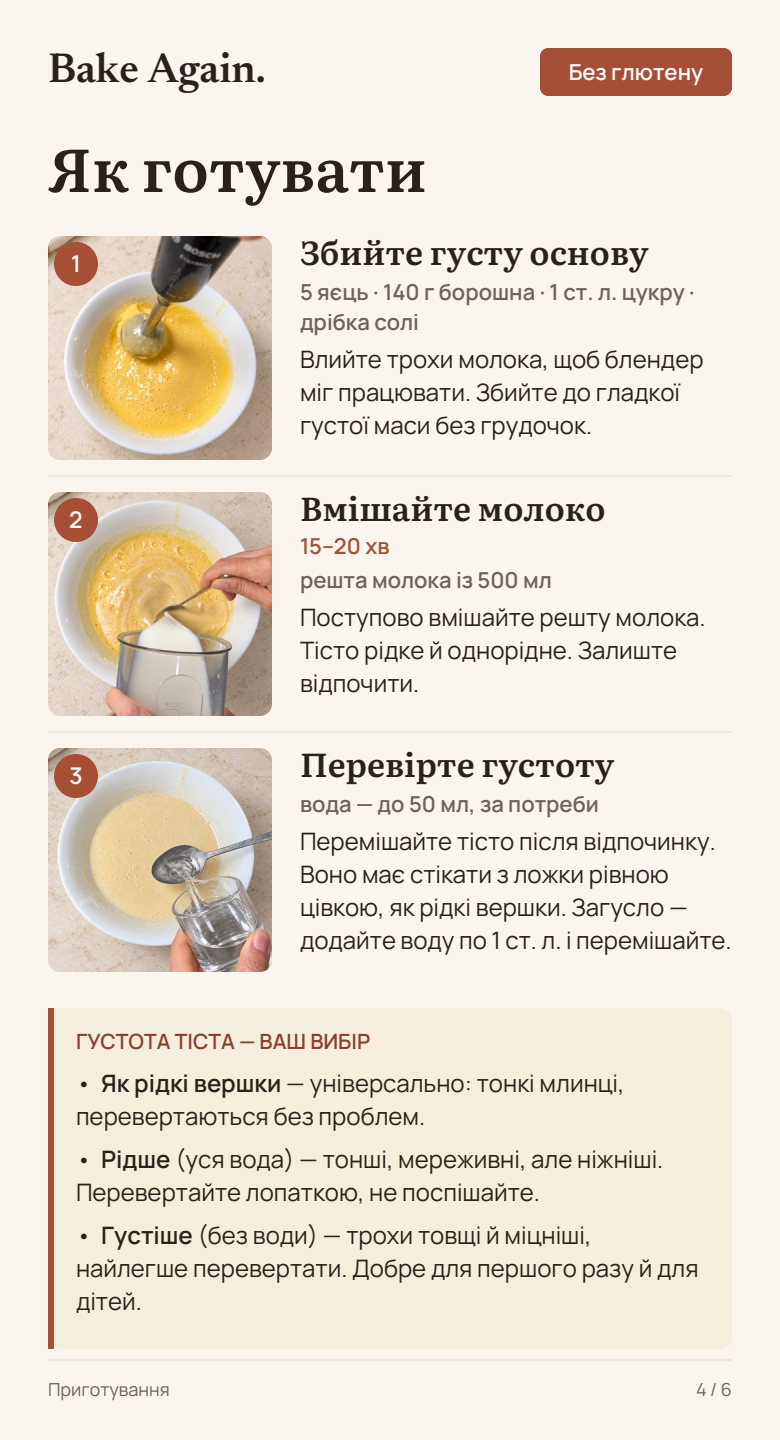 Bake Again.
Без глютену
Як готувати
1
BOSCH
Збийте густу основу
5 яєць · 140 г борошна · 1 ст. л. цукру ·
дрібка солі
Влийте трохи молока, щоб блендер
міг працювати. Збийте до гладкої
густої маси без грудочок.
2
Вмішайте молоко
15–20 хв
решта молока із 500 мл
Поступово вмішайте решту молока.
Тісто рідке й однорідне. Залиште
відпочити.
3
Перевірте густоту
вода — до 50 мл, за потреби
Перемішайте тісто після відпочинку.
Воно має стікати з ложки рівною
цівкою, як рідкі вершки. Загусло —
додайте воду по 1 ст. л. і перемішайте.
ГУСТОТА ТІСТА — ВАШ ВИБІР
• Як рідкі вершки — універсально: тонкі млинці,
перевертаються без проблем.
• Рідше (уся вода) — тонші, мереживні, але ніжніші.
Перевертайте лопаткою, не поспішайте.
• Густіше (без води) — трохи товщі й міцніші,
найлегше перевертати. Добре для першого разу й для
дітей.
Приготування
4 / 6